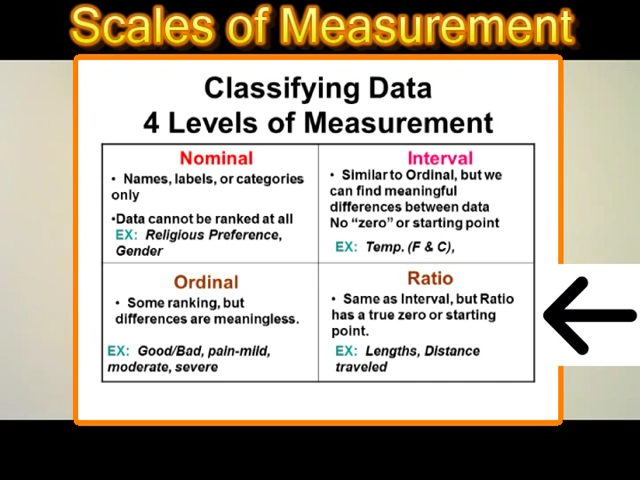 Scales of Measurement
Classifying Data
4 Levels of Measurement
Nominal
• Names, labels, or categories
only
•Data cannot be ranked at all
EX: Religious Preference,
Gender
Interval
• Similar to Ordinal, but we
can find meaningful
differences between data
No “zero” or starting point
EX: Temp. (F & C),
Ordinal
• Some ranking, but
differences are meaningless.
EX: Good/Bad, pain-mild,
moderate, severe
Ratio
• Same as Interval, but Ratio
has a true zero or starting
point.
EX: Lengths, Distance
traveled